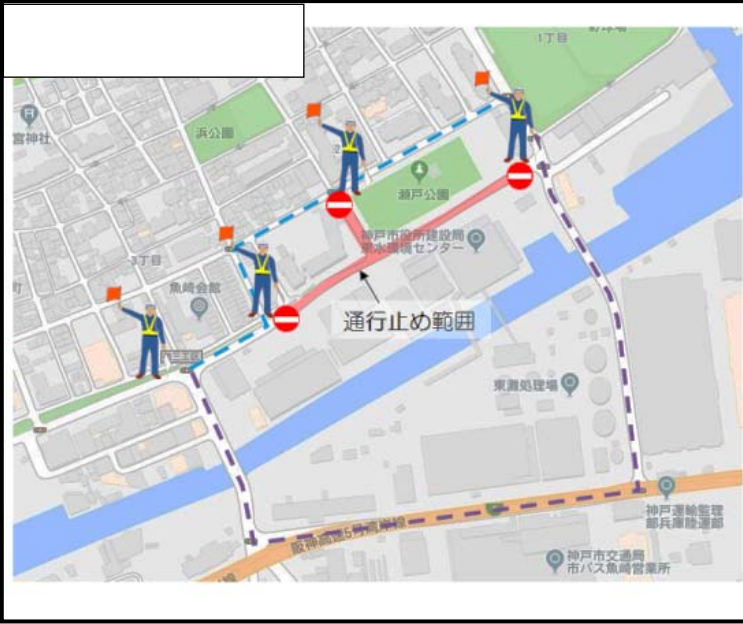 1丁目
宮神社
浜公園
瀬戸公園
神戸市役所建設局
東水環境センター
3丁目
魚崎会館
通行止め範囲
東灘処理場
阪神高速5号湾岸線
神戸運輸監理
部兵庫陸運部
神戸市交通局
市バス魚崎営業所